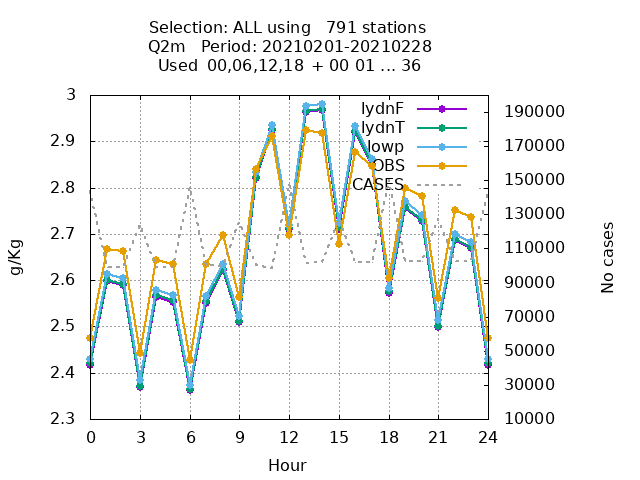 Selection: ALL using   791 stations
Q2m   Period: 20210201-20210228
Used  00,06,12,18  + 00 01 ... 36
g/Kg
3
2.9
2.8
2.7
2.6
2.5
2.4
2.3
lydnF
lydnT
lowp
OBS
CASES
190000
170000
150000
130000
110000
90000
70000
50000
30000
10000
No cases
0 3 6 9 12 15 18 21 24
Hour